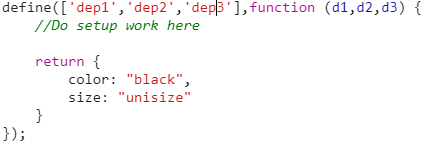 define(['dep1','dep2','dep3'],function (d1,d2,d3) {
    //Do setup work here

    return {
        color: "black",
        size: "unisize"
    }
});